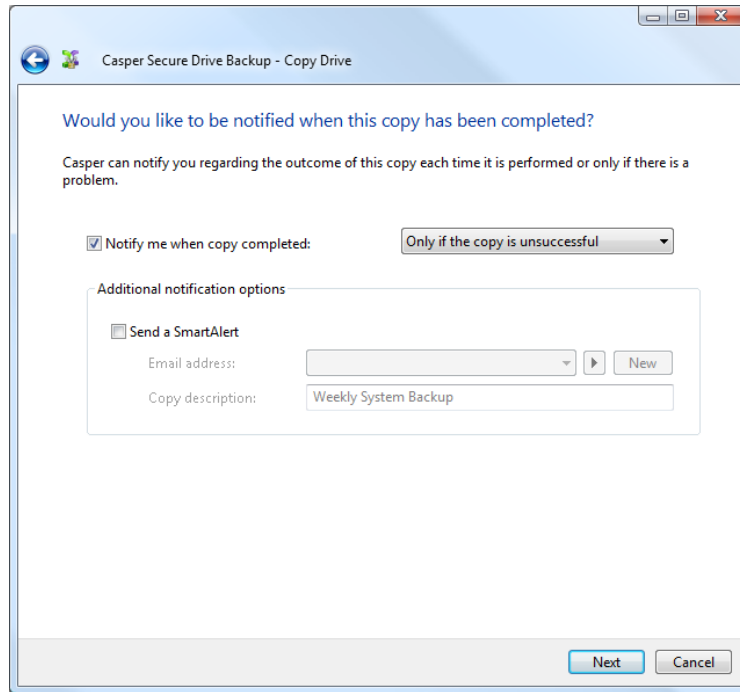 Casper Secure Drive Backup - Copy Drive
Would you like to be notified when this copy has been completed?
Casper can notify you regarding the outcome of this copy each time it is performed or only if there is a
problem.
Notify me when copy completed: Only if the copy is unsuccessful
Additional notification options
Send a SmartAlert
Email address: New
Copy description: Weekly System Backup
Next Cancel